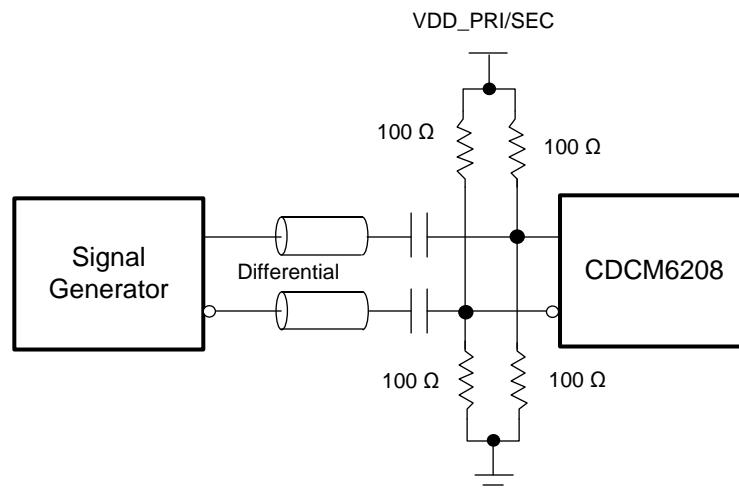 VDD_PRI/SEC
100 Ω
100 Ω
Signal
Generator
Differential
CDCM6208
100 Ω
100 Ω